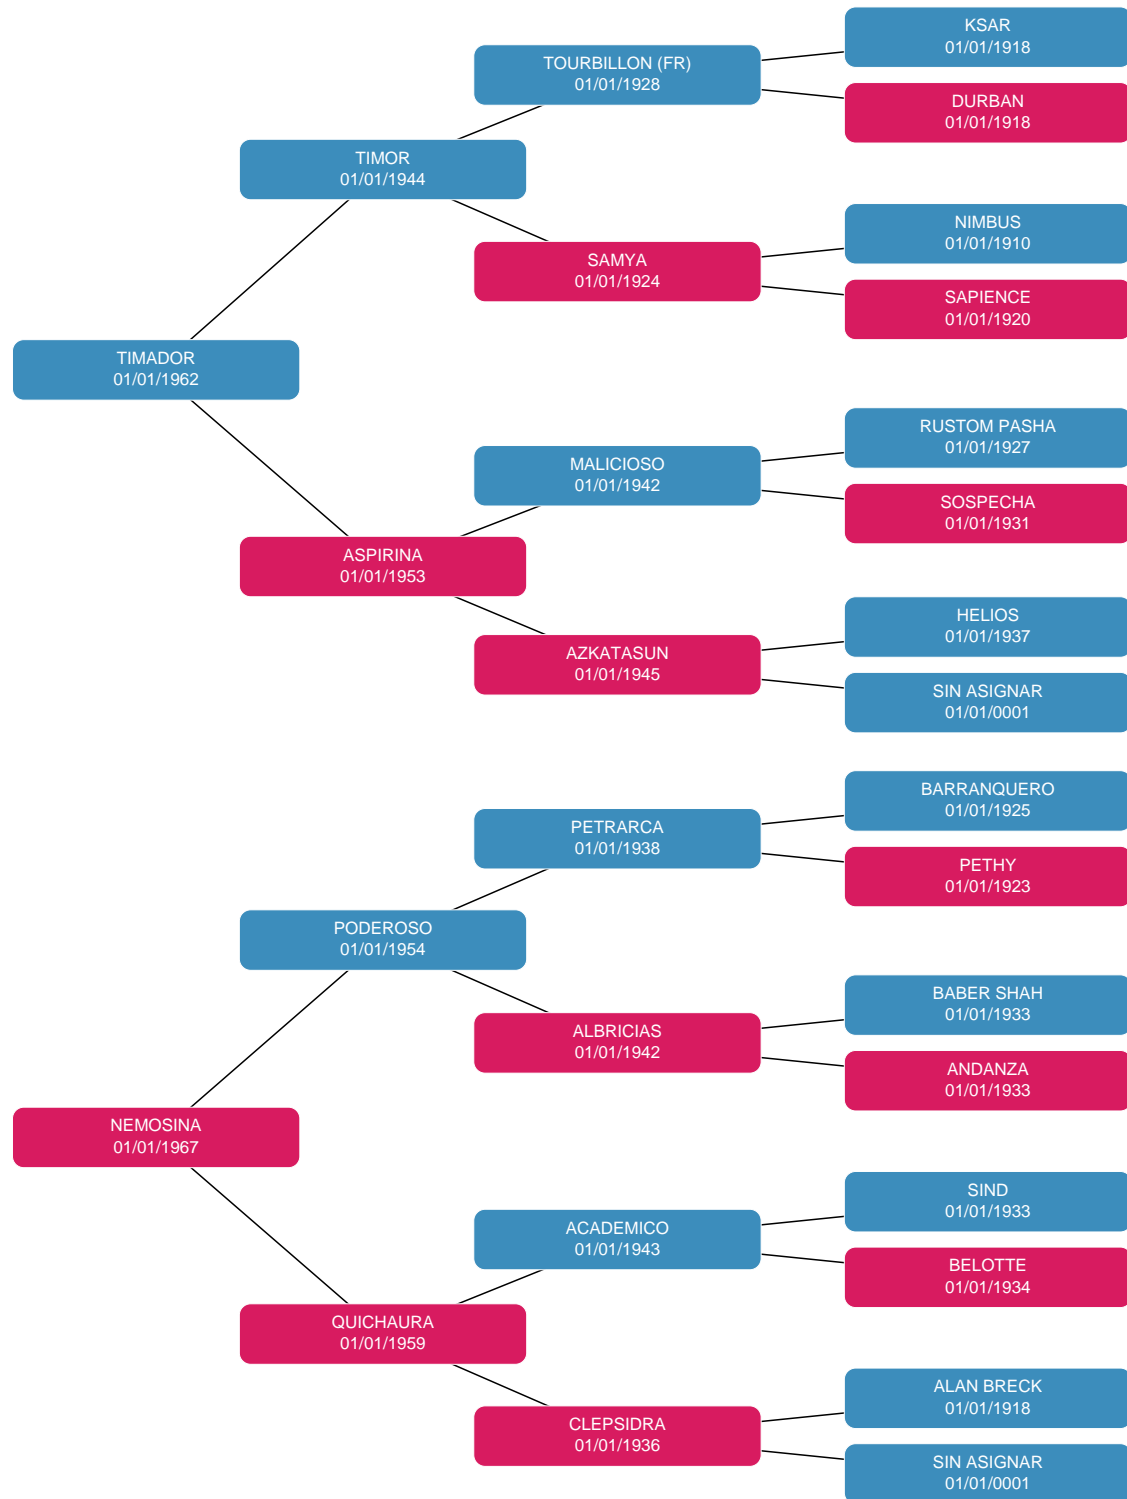 KSAR
01/01/1918
TOURBILLON (FR)
01/01/1928
DURBAN
01/01/1918
TIMOR
01/01/1944
NIMBUS
01/01/1910
SAMYA
01/01/1924
SAPIENCE
01/01/1920
TIMADOR
01/01/1962
RUSTOM PASHA
01/01/1927
MALICIOSO
01/01/1942
SOSPECHA
01/01/1931
ASPIRINA
01/01/1953
HELIOS
01/01/1937
AZKATASUN
01/01/1945
SIN ASIGNAR
01/01/0001
BARRANQUERO
01/01/1925
PETRARCA
01/01/1938
PETHY
01/01/1923
PODEROSO
01/01/1954
BABER SHAH
01/01/1933
ALBRICIAS
01/01/1942
ANDANZA
01/01/1933
NEMOSINA
01/01/1967
SIND
01/01/1933
ACADEMICO
01/01/1943
BELOTTE
01/01/1934
QUICHAURA
01/01/1959
ALAN BRECK
01/01/1918
CLEPSIDRA
01/01/1936
SIN ASIGNAR
01/01/0001